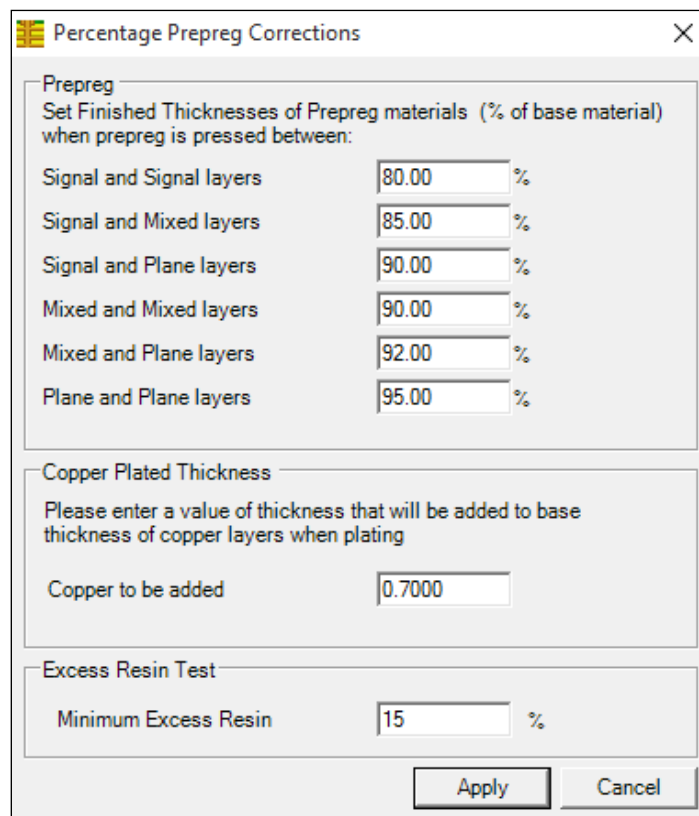 Percentage Prepreg Corrections
Prepreg
Set Finished Thicknesses of Prepreg materials (% of base material)
when prepreg is pressed between:
Signal and Signal layers 80.00 %
Signal and Mixed layers 85.00 %
Signal and Plane layers 90.00 %
Mixed and Mixed layers 90.00 %
Mixed and Plane layers 92.00 %
Plane and Plane layers 95.00 %
Copper Plated Thickness
Please enter a value of thickness that will be added to base
thickness of copper layers when plating
Copper to be added 0.7000
Excess Resin Test
Minimum Excess Resin 15 %
Apply Cancel